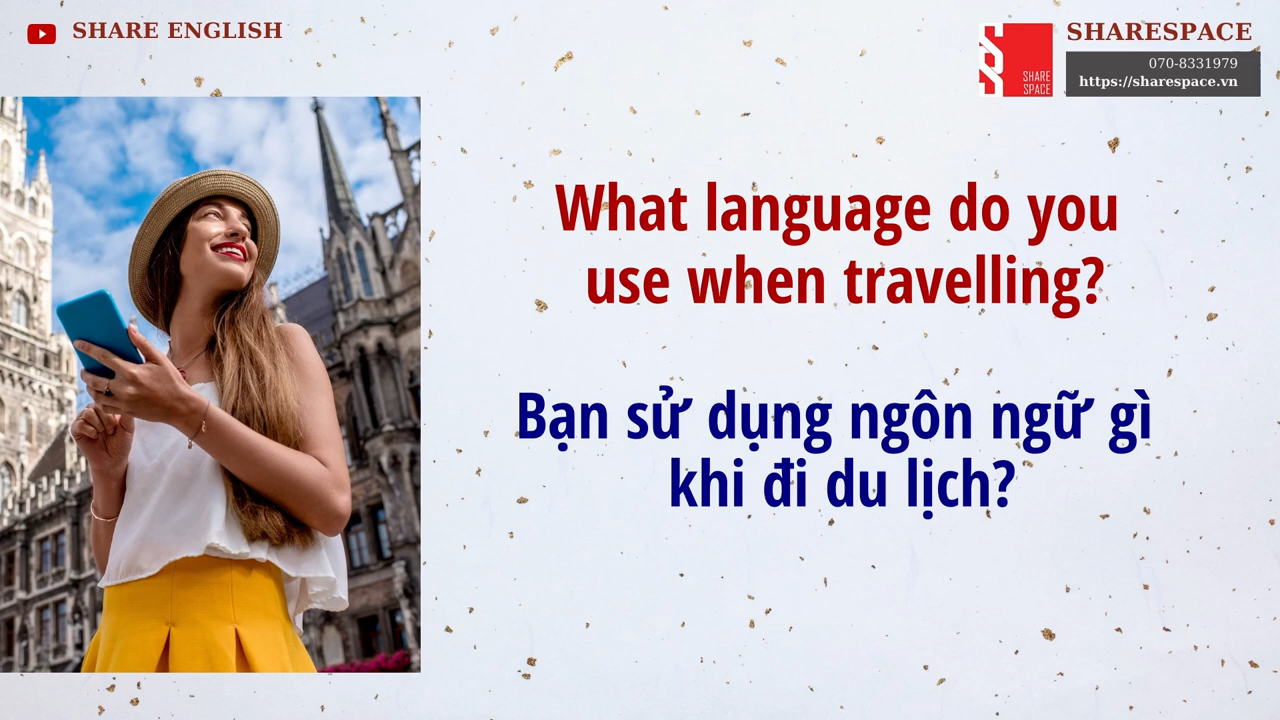 SHARE ENGLISH
SHARESPACE
070-8331979
https://sharespace.vn
SHARE
SPACE
What language do you
use when travelling?
Bạn sử dụng ngôn ngữ gì
khi đi du lịch?